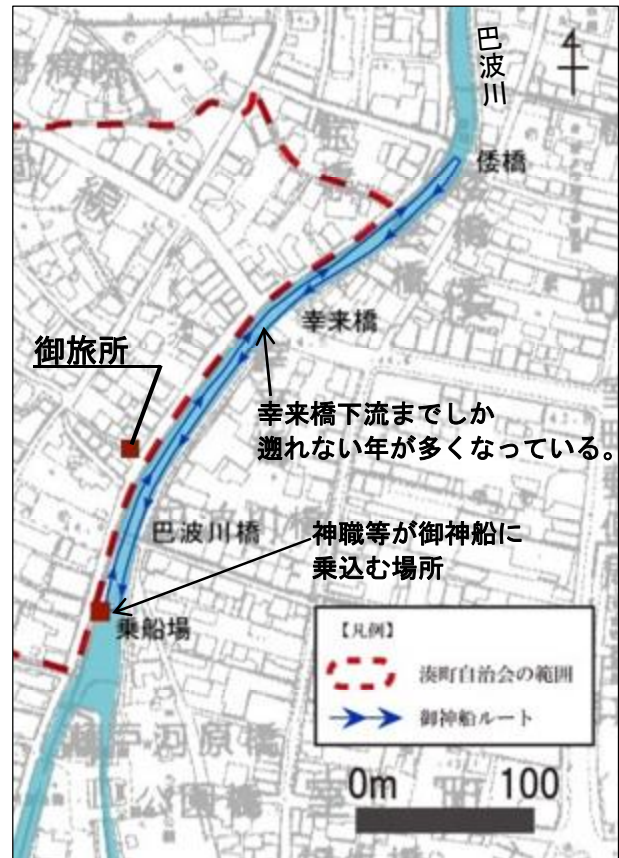 巴波川
倭橋
幸来橋
御旅所
幸来橋下流までしか
遡れない年が多くなっている。
巴波川橋
神職等が御神船に
乗込む場所
乗船場
【凡例】
湊町自治会の範囲
御神船ルート
0m 100
公園橋